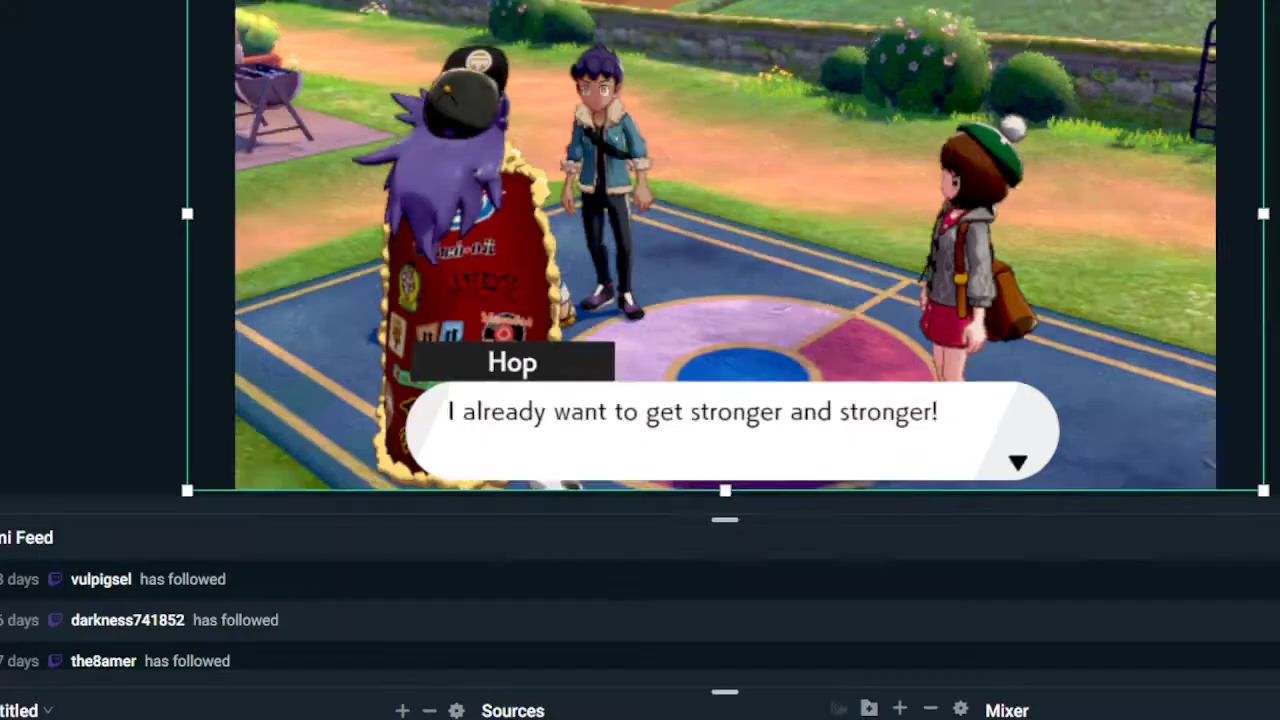 Hop
I already want to get stronger and stronger!
ni Feed
days vulpigsel has followed
days darkness741852 has followed
days the8amer has followed
titled
Sources
Mixer